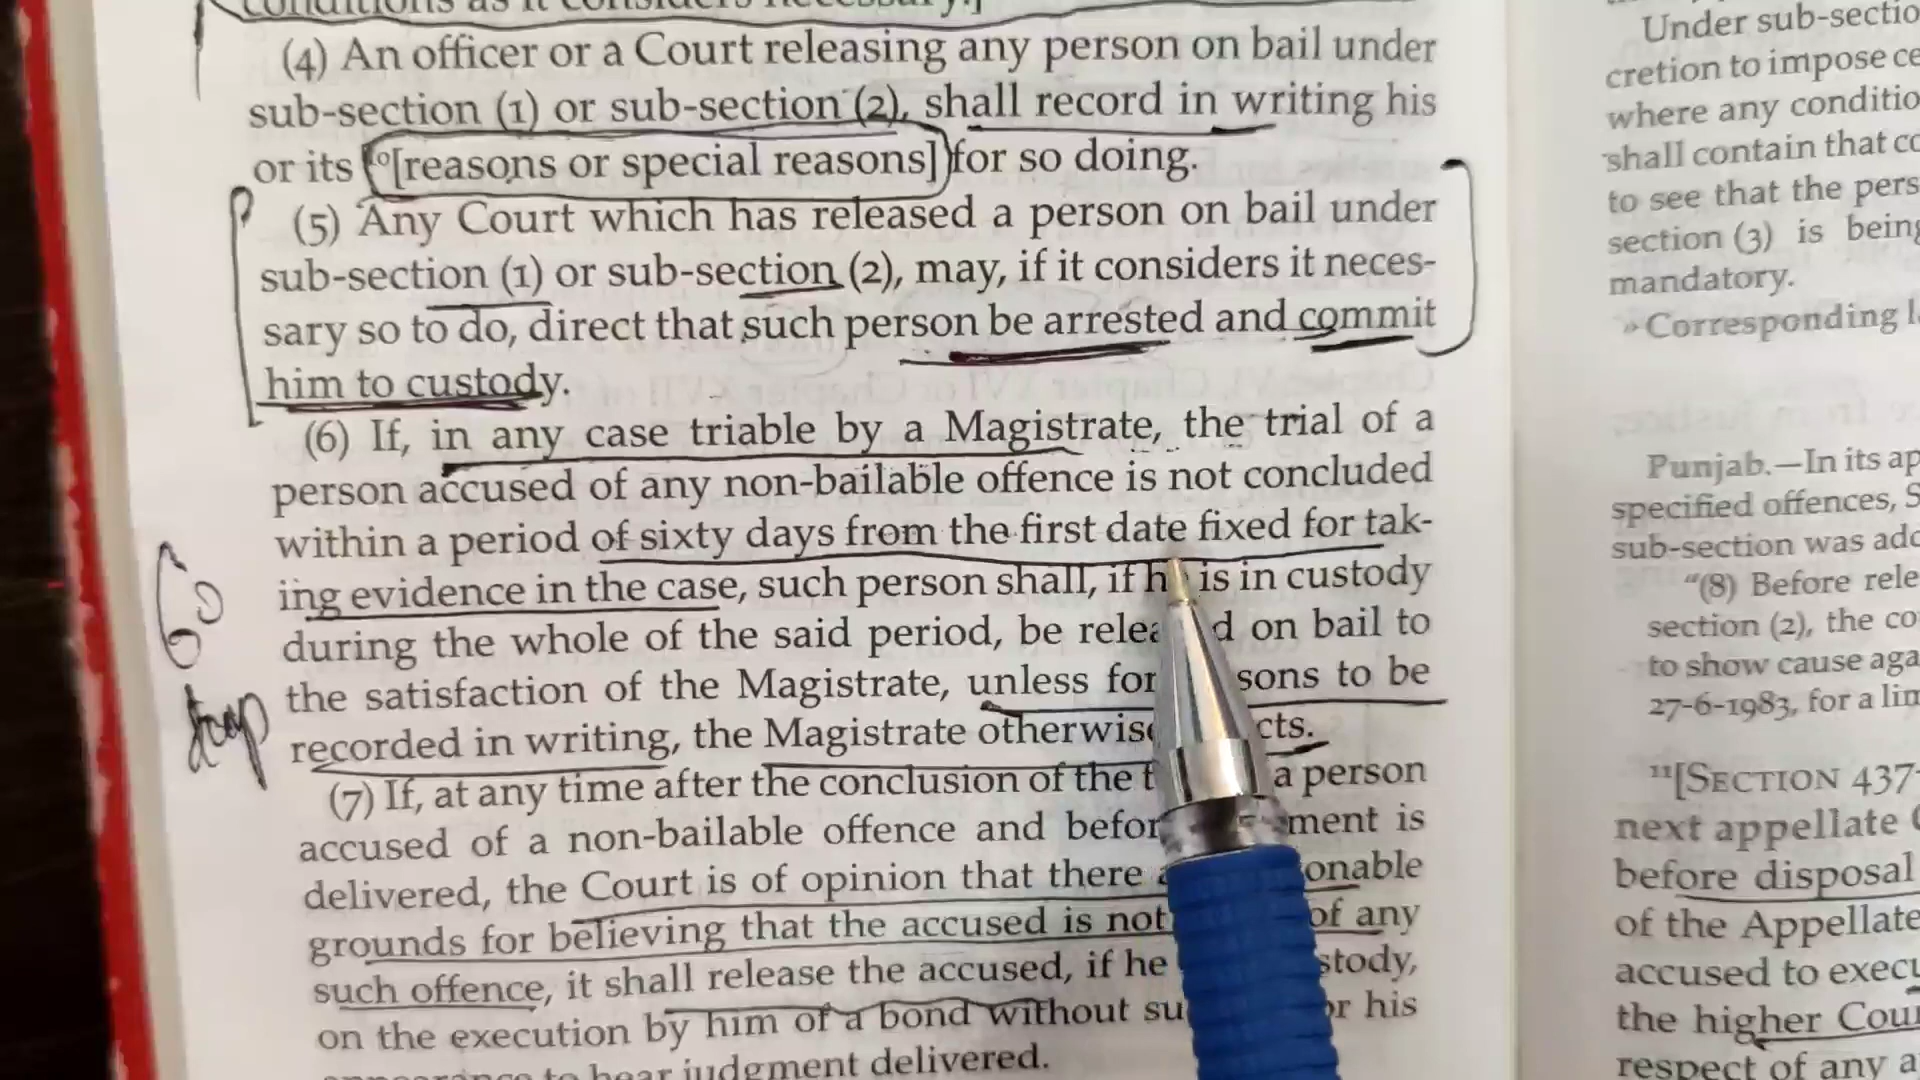 conditions as it considers necessary.]
(4) An officer or a Court releasing any person on bail under
sub-section (1) or sub-section (2), shall record in writing his
or its [reasons or special reasons] for so doing.
(5) Any Court which has released a person on bail under
sub-section (1) or sub-section (2), may, if it considers it neces-
sary so to do, direct that such person be arrested and commit
him to custody.
(6) If, in any case triable by a Magistrate, the trial of a
person accused of any non-bailable offence is not concluded
within a period of sixty days from the first date fixed for tak-
ing evidence in the case, such person shall, if h is in custody
during the whole of the said period, be relea d on bail to
the satisfaction of the Magistrate, unless for sons to be
recorded in writing, the Magistrate otherwise cts.
(7) If, at any time after the conclusion of the t a person
accused of a non-bailable offence and befor ment is
delivered, the Court is of opinion that there a onable
grounds for believing that the accused is not of any
such offence, it shall release the accused, if he stody,
on the execution by him of a bond without su or his
appearance to hear judgment delivered.
60
Under sub-sectio
cretion to impose ce
where any conditio
shall contain that co
to see that the pers
section (3) is being
mandatory.
Corresponding l
Punjab.—In its ap
specified offences, S
sub-section was add
"(8) Before rele
section (2), the co
to show cause aga
27-6-1983, for a lim
11[SECTION 437-
next appellate C
before disposal
of the Appellate
accused to execu
the higher Cour
respect of any a